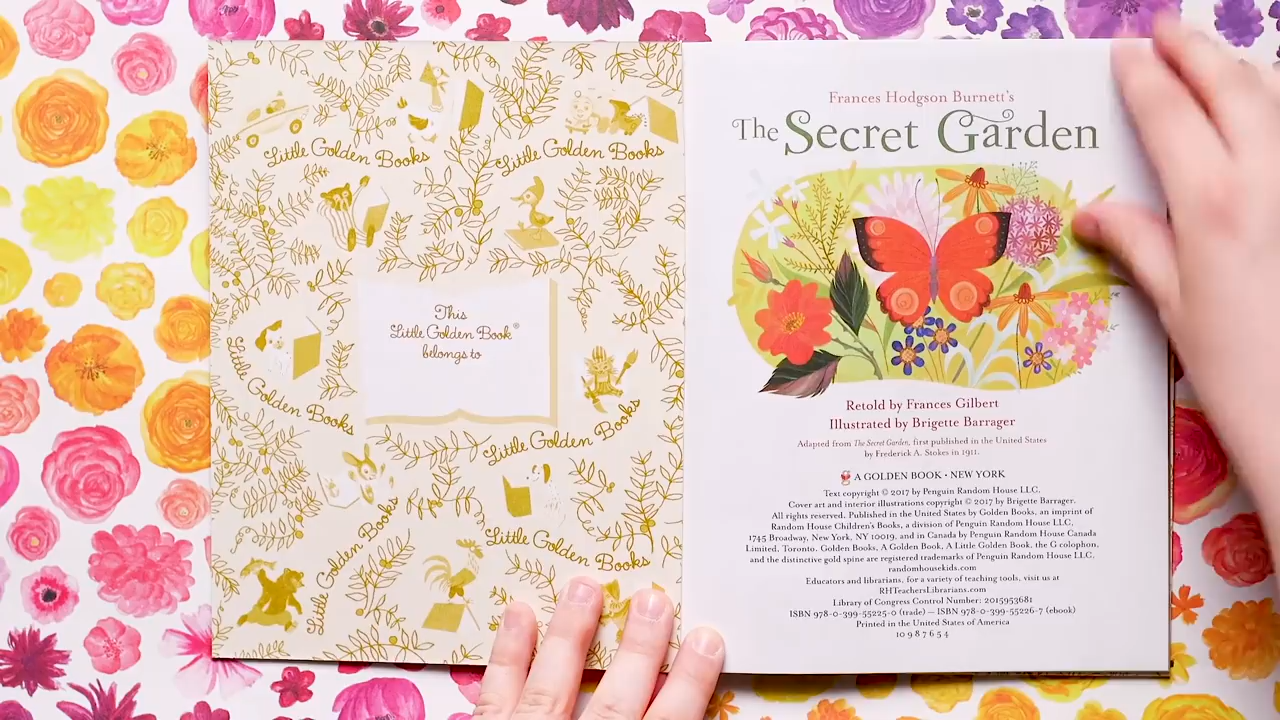 Little Golden Books
Little Golden Books
This
Little Golden Book®
belongs to
Little Golden Books
Little Golden Books
Little Golden Books
Little Golden Books
Frances Hodgson Burnett's
The Secret Garden
Retold by Frances Gilbert
Illustrated by Brigette Barrager
Adapted from The Secret Garden, first published in the United States
by Frederick A. Stokes in 1911.
A GOLDEN BOOK • NEW YORK
Text copyright © 2017 by Penguin Random House LLC.
Cover art and interior illustrations copyright © 2017 by Brigette Barrager.
All rights reserved. Published in the United States by Golden Books, an imprint of
Random House Children's Books, a division of Penguin Random House LLC,
1745 Broadway, New York, NY 10019, and in Canada by Penguin Random House Canada
Limited, Toronto. Golden Books, A Golden Book, A Little Golden Book, the G colophon,
and the distinctive gold spine are registered trademarks of Penguin Random House LLC.
randomhousekids.com
Educators and librarians, for a variety of teaching tools, visit us at
RHTeachersLibrarians.com
Library of Congress Control Number: 2015953681
ISBN 978-0-399-55225-0 (trade) — ISBN 978-0-399-55226-7 (ebook)
Printed in the United States of America
10 9 8 7 6 5 4